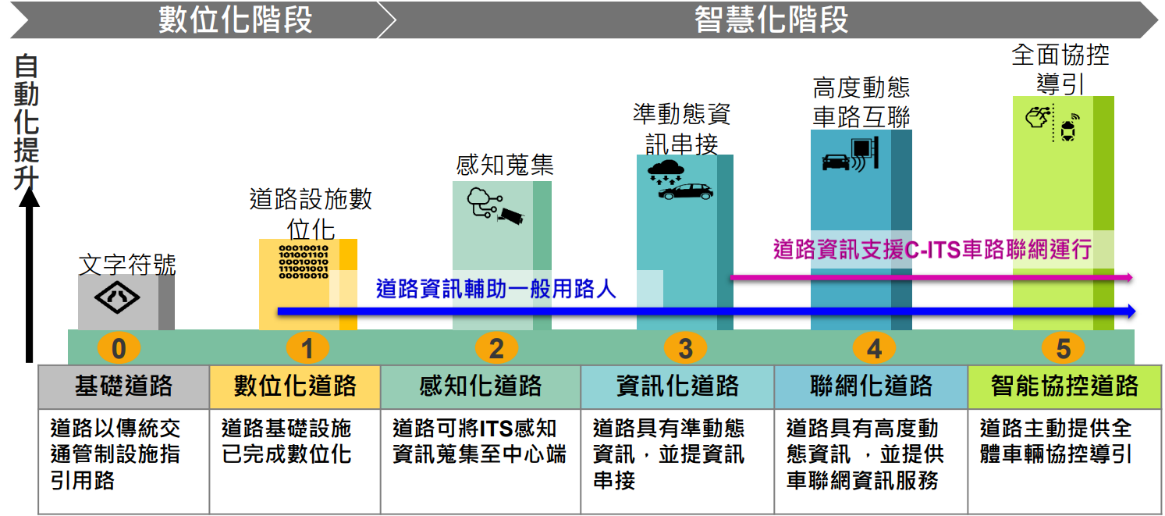 數位化階段
智慧化階段
自動化提升
文字符號
道路設施數
位化
00010010
10100110​1
00010010
111001001
00010010
感知蒐集
準動態資
訊串接
高度動態
車路互聯
全面協控
導引
道路資訊輔助一般用路人
道路資訊支援C-ITS車路聯網運行
0
1
2
3
4
5
基礎道路
數位化道路
感知化道路
資訊化道路
聯網化道路
智能協控道路
道路以傳統交
通管制設施指
引用路
道路基礎設施
已完成數位化
道路可將ITS感知
資訊蒐集至中心端
道路具有準動態
資訊，並提資訊
串接
道路具有高度動
態資訊 ，並提供
車聯網資訊服務
道路主動提供全
體車輛協控導引